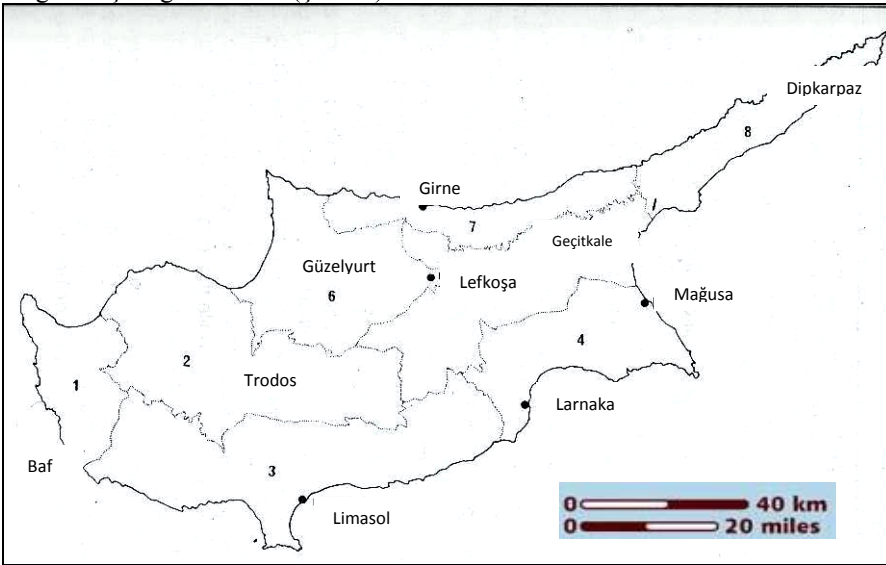 Dipkarpaz
8
Girne
7
Geçitkale
Güzelyurt
6
Lefkoşa
Mağusa
4
2
1
Trodos
Larnaka
Baf
3
Limasol
0 40 km
0 20 miles